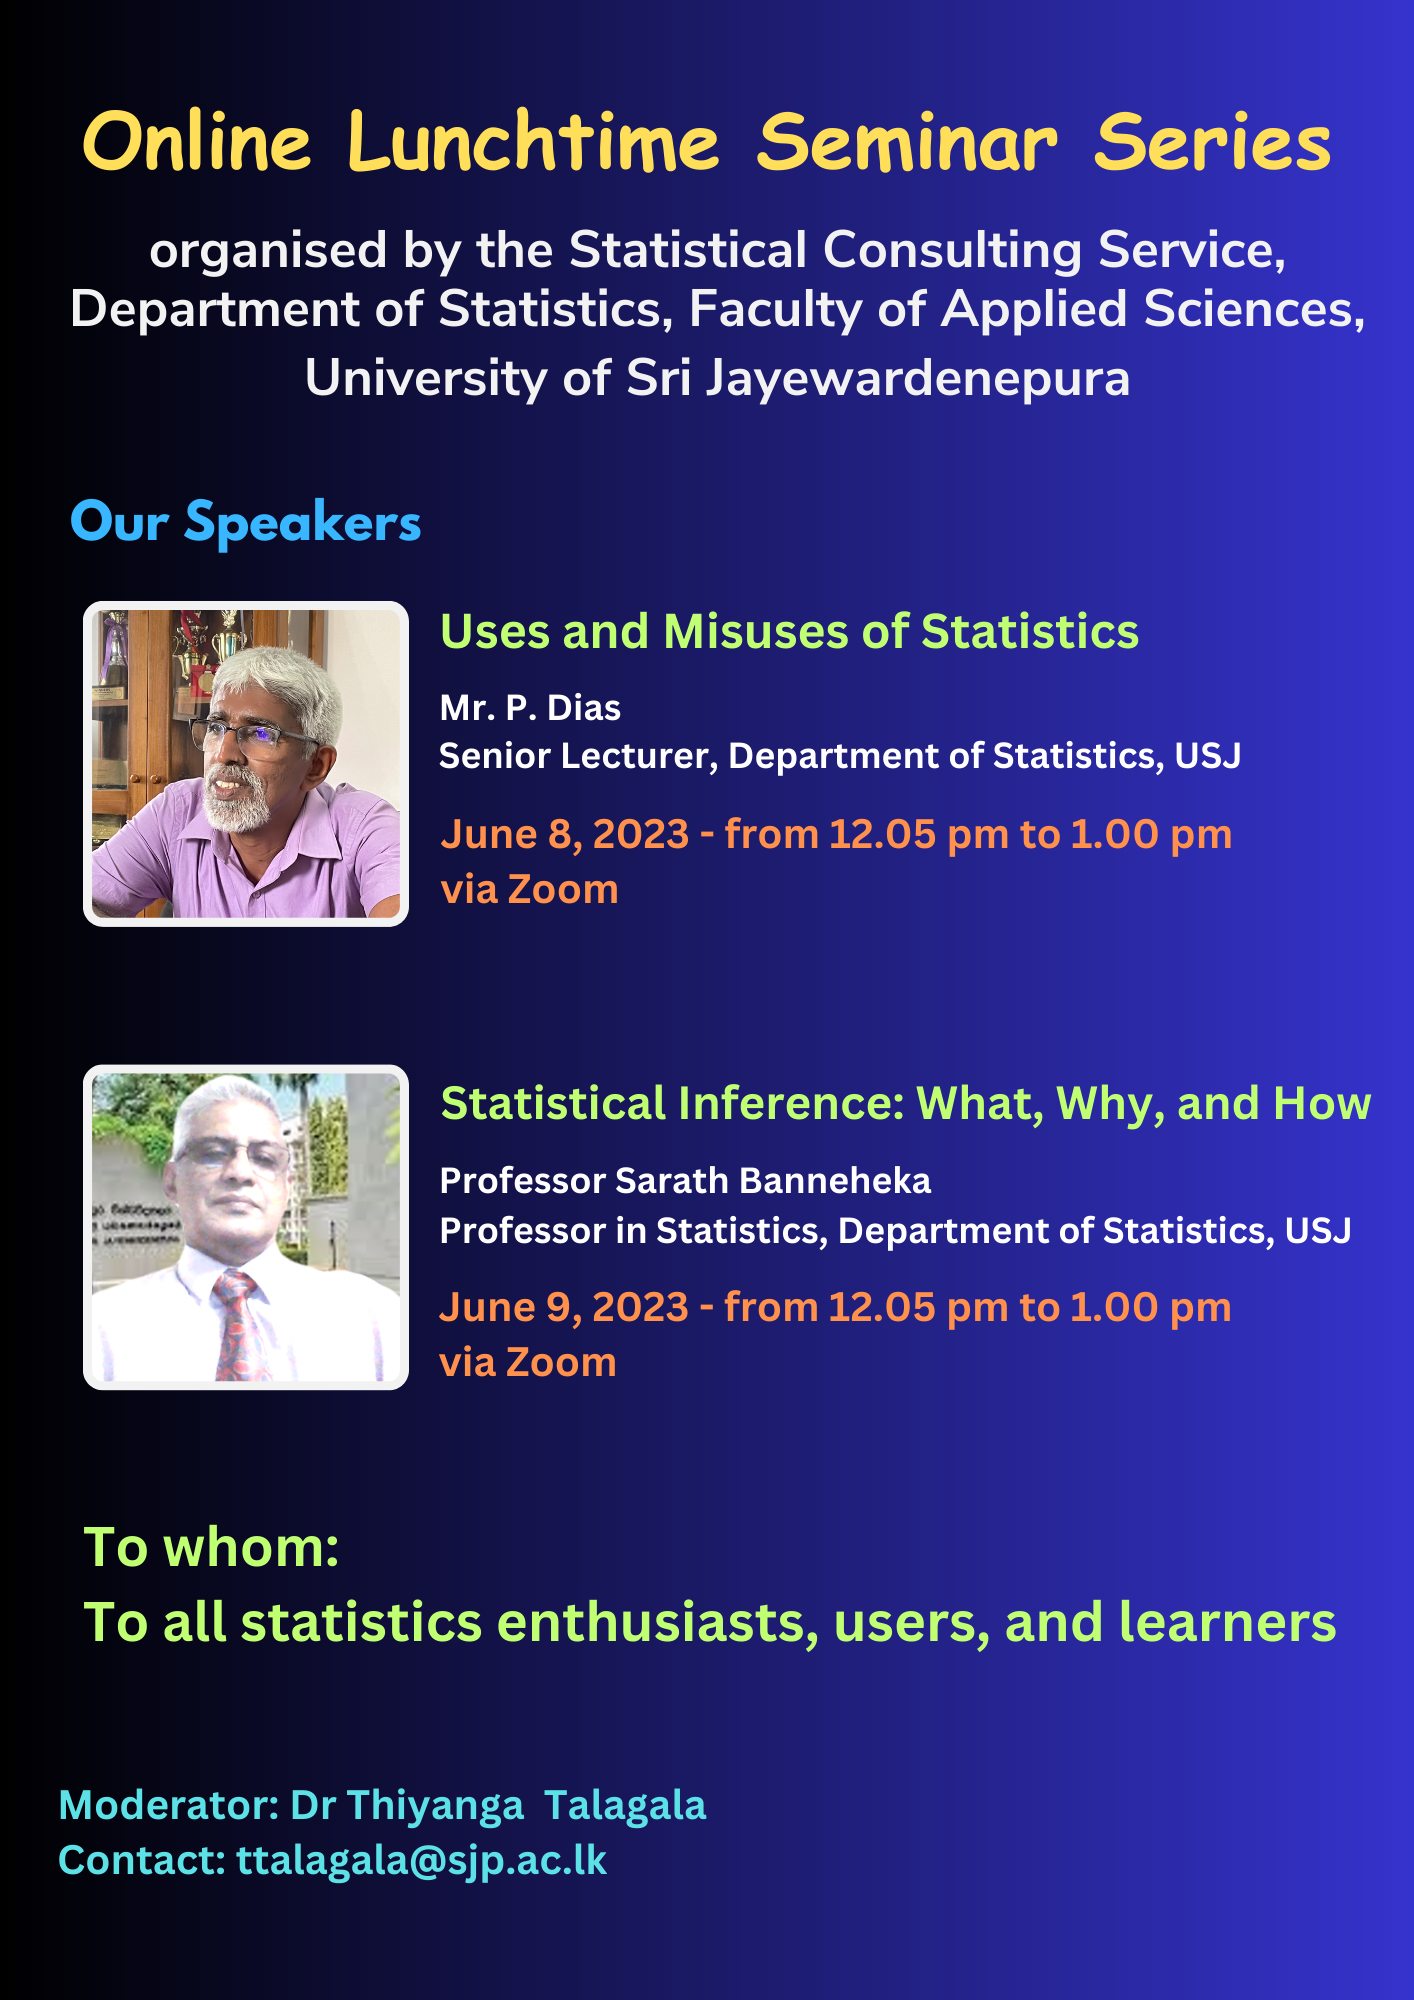 Online Lunchtime Seminar Series
organised by the Statistical Consulting Service,
Department of Statistics, Faculty of Applied Sciences,
University of Sri Jayewardenepura
Our Speakers
Uses and Misuses of Statistics
Mr. P. Dias
Senior Lecturer, Department of Statistics, USJ
June 8, 2023 - from 12.05 pm to 1.00 pm
via Zoom
Statistical Inference: What, Why, and How
Professor Sarath Banneheka
Professor in Statistics, Department of Statistics, USJ
June 9, 2023 - from 12.05 pm to 1.00 pm
via Zoom
To whom:
To all statistics enthusiasts, users, and learners
Moderator: Dr Thiyanga  Talagala
Contact: ttalagala@sjp.ac.lk